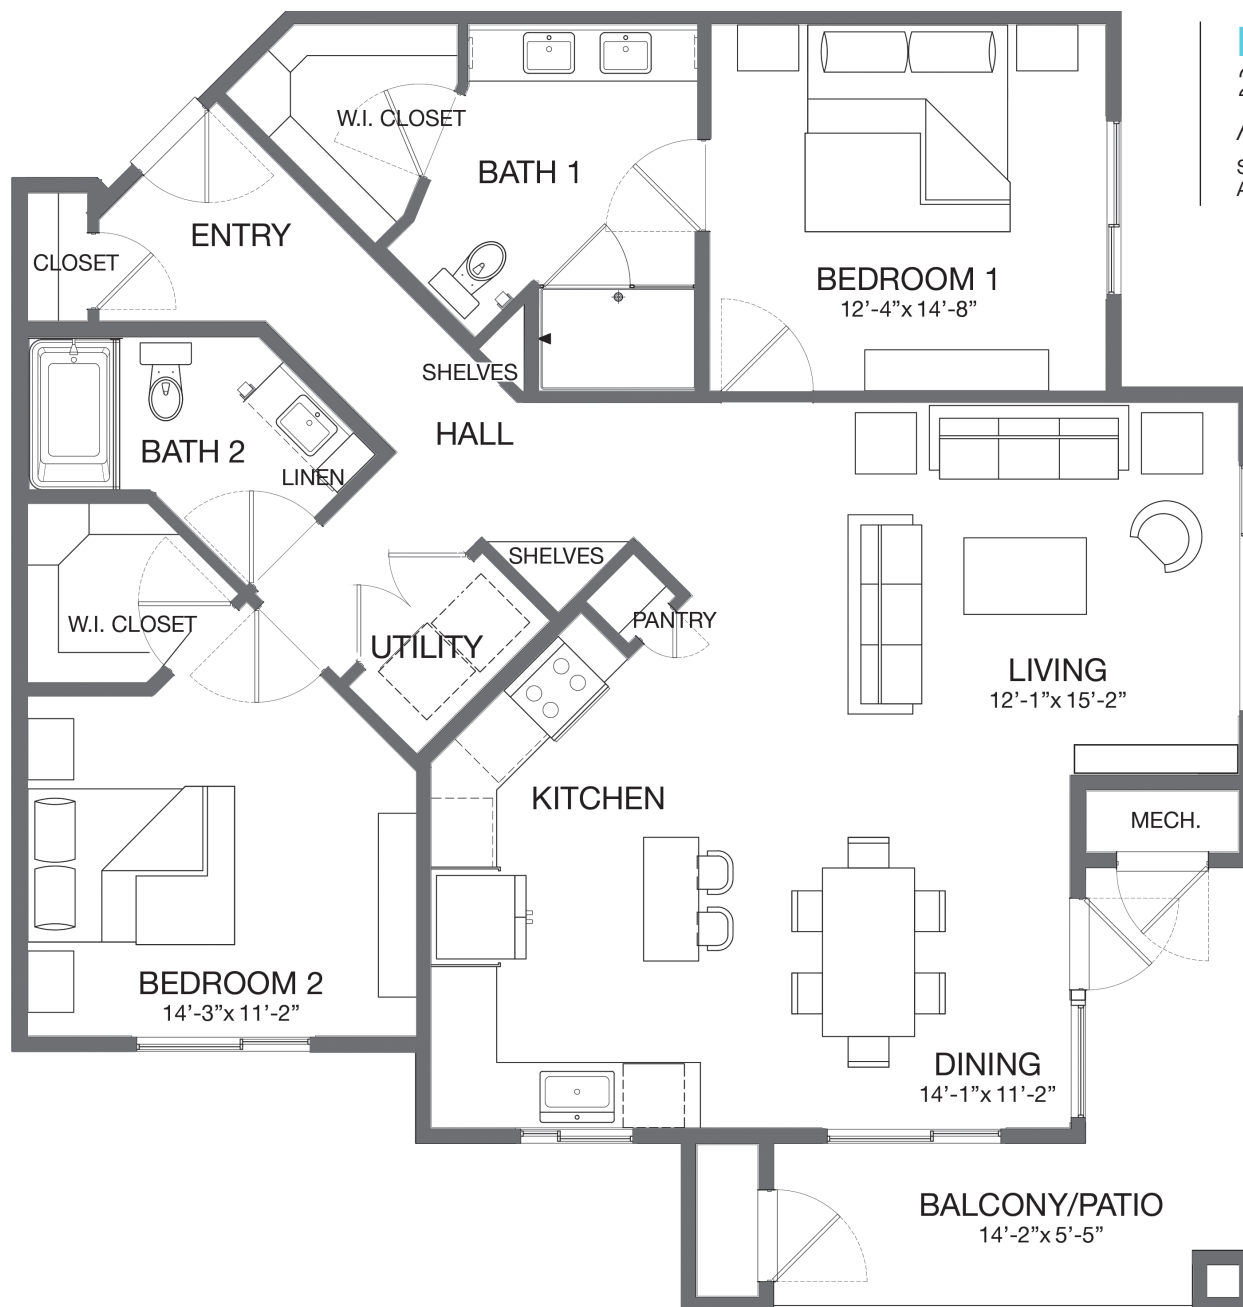 W.I. CLOSET
BATH 1
ENTRY
CLOSET
BEDROOM 1
12’-4”x 14’-8”
SHELVES
HALL
BATH 2
LINEN
SHELVES
W.I. CLOSET
PANTRY
UTILITY
LIVING
12’-1”x 15’-2”
KITCHEN
MECH.
BEDROOM 2
14’-3”x 11’-2”
DINING
14’-1”x 11’-2”
BALCONY/PATIO
14’-2”x 5’-5”